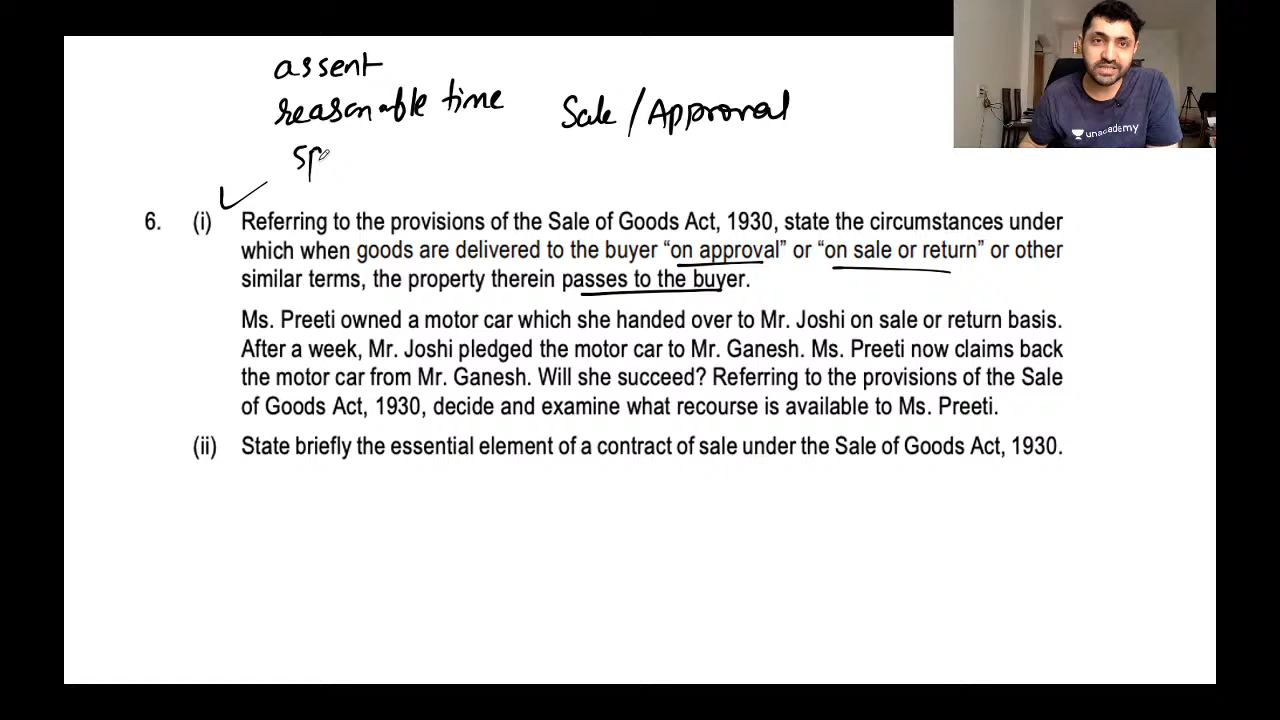 assent
reasonable time
Sale / Approval
sp
unacademy
6. (i) Referring to the provisions of the Sale of Goods Act, 1930, state the circumstances under
which when goods are delivered to the buyer “on approval” or “on sale or return” or other
similar terms, the property therein passes to the buyer.
Ms. Preeti owned a motor car which she handed over to Mr. Joshi on sale or return basis.
After a week, Mr. Joshi pledged the motor car to Mr. Ganesh. Ms. Preeti now claims back
the motor car from Mr. Ganesh. Will she succeed? Referring to the provisions of the Sale
of Goods Act, 1930, decide and examine what recourse is available to Ms. Preeti.
(ii) State briefly the essential element of a contract of sale under the Sale of Goods Act, 1930.